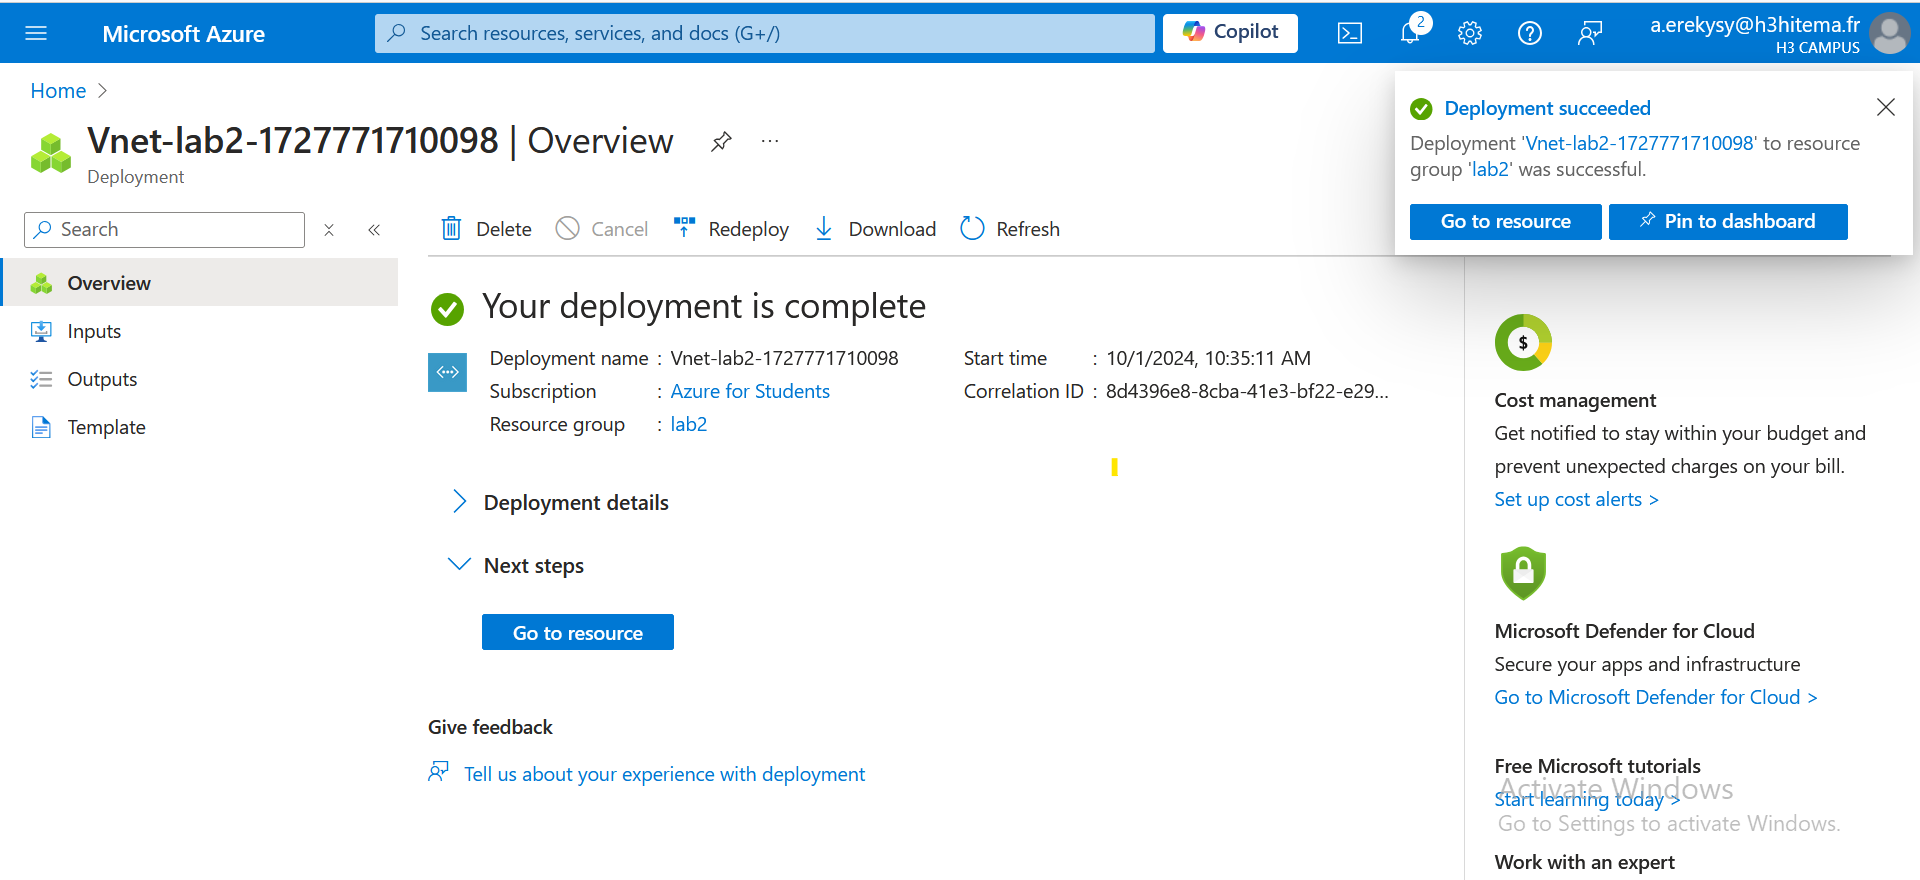 Microsoft Azure
Search resources, services, and docs (G+/)
Copilot
2
a.erekysy@h3hitema.fr
H3 CAMPUS
Home
Vnet-lab2-1727771710098 | Overview
Deployment
Deployment succeeded
Deployment 'Vnet-lab2-1727771710098' to resource
group 'lab2' was successful.
Go to resource
Pin to dashboard
Search
Delete
Cancel
Redeploy
Download
Refresh
Overview
Inputs
Outputs
Template
Your deployment is complete
Deployment name : Vnet-lab2-1727771710098
Subscription : Azure for Students
Resource group : lab2
Start time : 10/1/2024, 10:35:11 AM
Correlation ID : 8d4396e8-8cba-41e3-bf22-e29...
Deployment details
Next steps
Go to resource
Give feedback
Tell us about your experience with deployment
$
Cost management
Get notified to stay within your budget and
prevent unexpected charges on your bill.
Set up cost alerts >
Microsoft Defender for Cloud
Secure your apps and infrastructure
Go to Microsoft Defender for Cloud >
Free Microsoft tutorials
Start learning today >
Activate Windows
Go to Settings to activate Windows.
Work with an expert